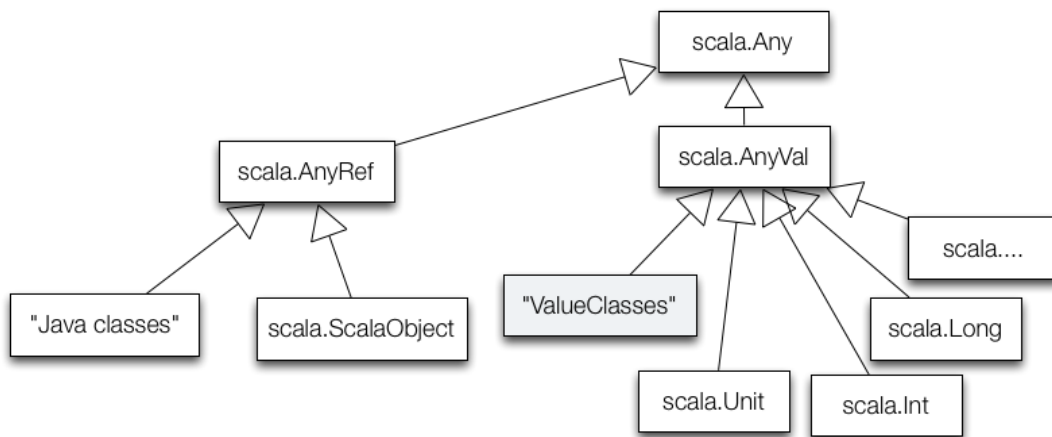 scala.Any
scala.AnyRef
scala.AnyVal
"Java classes"
scala.ScalaObject
"ValueClasses"
scala....
scala.Long
scala.Unit
scala.Int